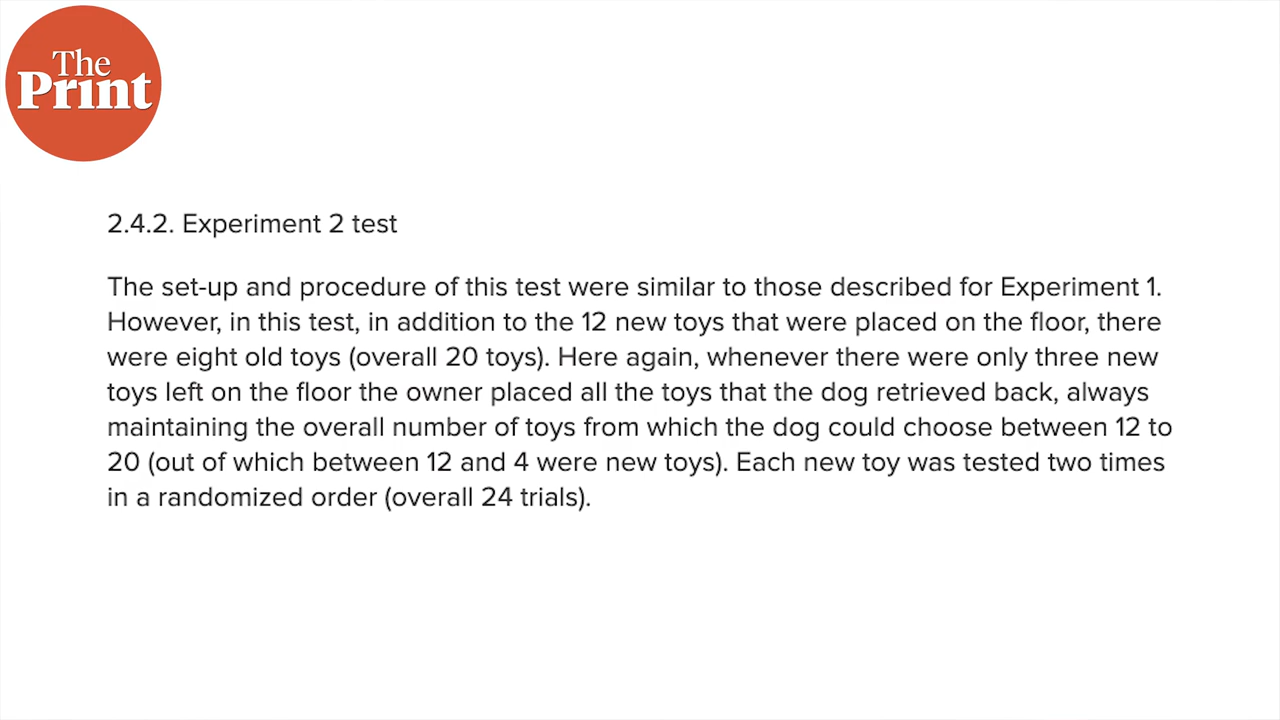 The
Print
2.4.2. Experiment 2 test
The set-up and procedure of this test were similar to those described for Experiment 1.
However, in this test, in addition to the 12 new toys that were placed on the floor, there
were eight old toys (overall 20 toys). Here again, whenever there were only three new
toys left on the floor the owner placed all the toys that the dog retrieved back, always
maintaining the overall number of toys from which the dog could choose between 12 to
20 (out of which between 12 and 4 were new toys). Each new toy was tested two times
in a randomized order (overall 24 trials).